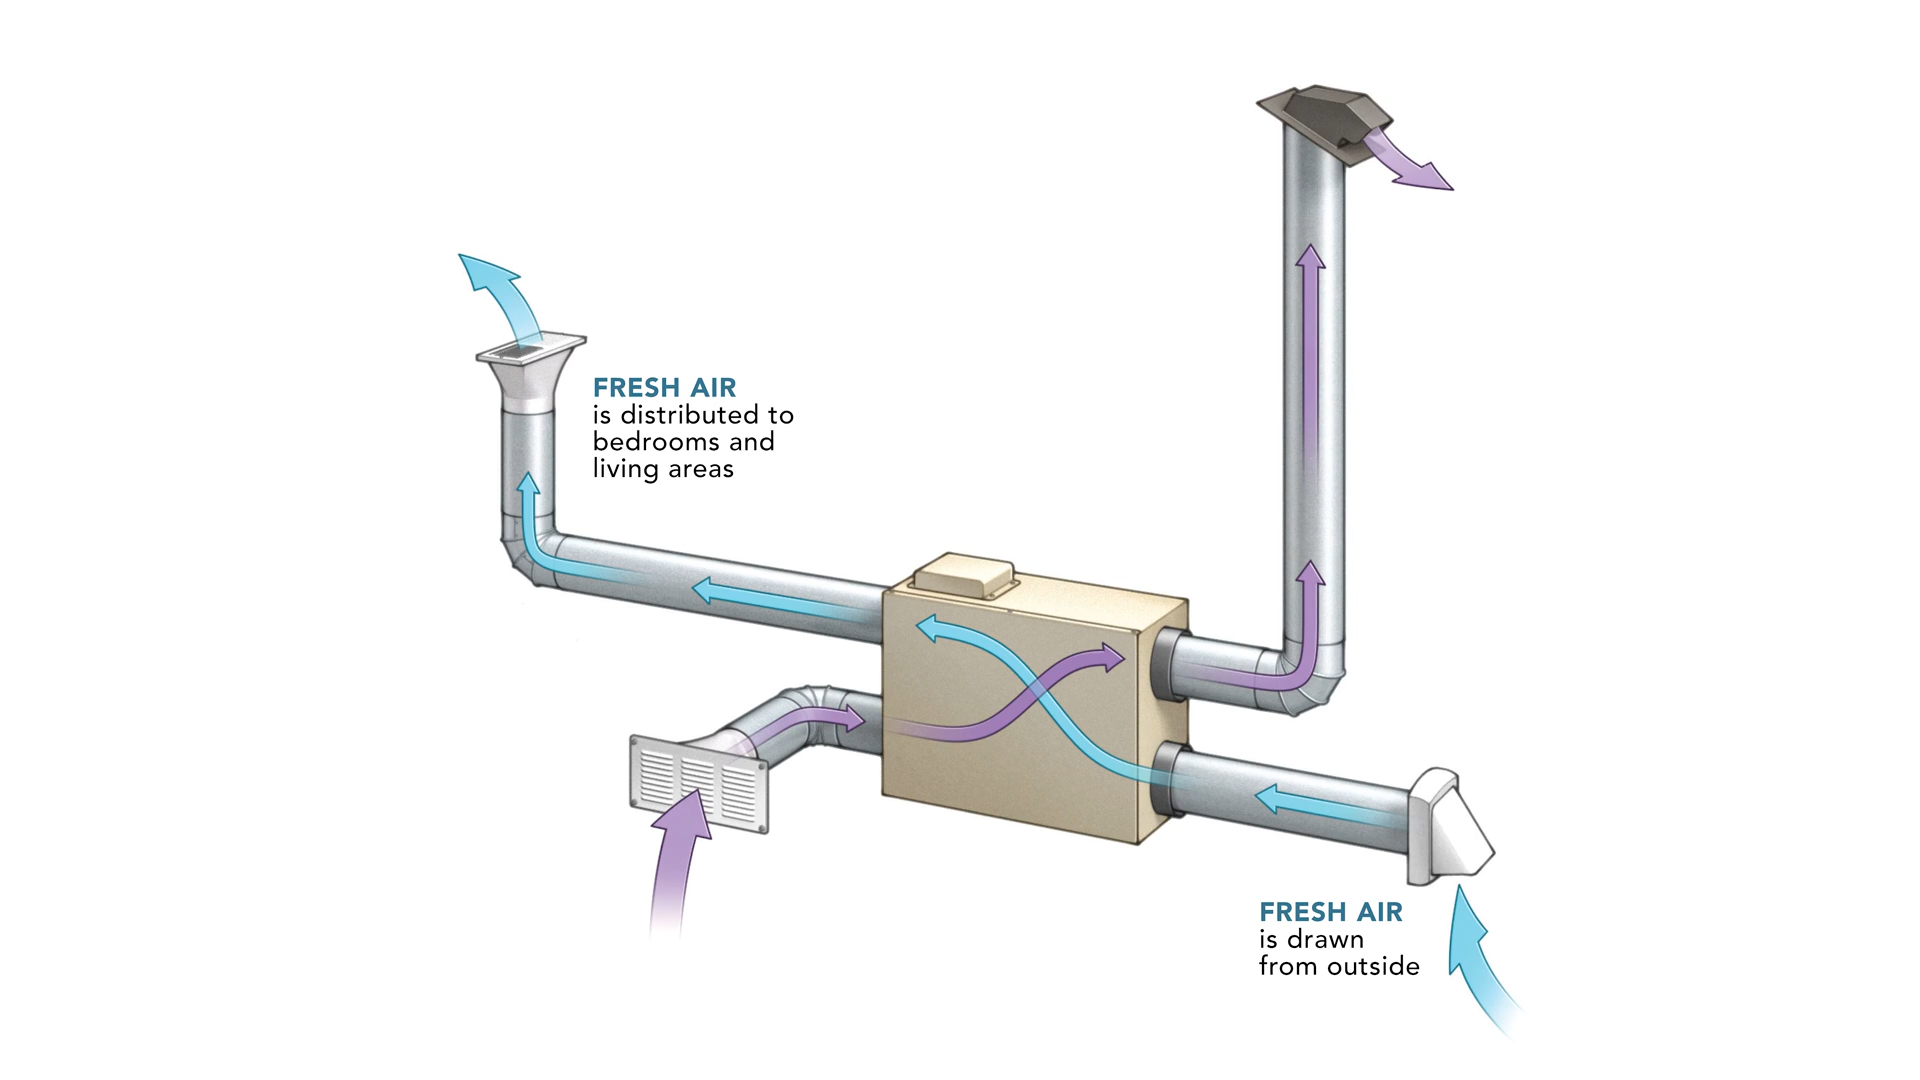 FRESH AIR
is distributed to
bedrooms and
living areas
FRESH AIR
is drawn
from outside